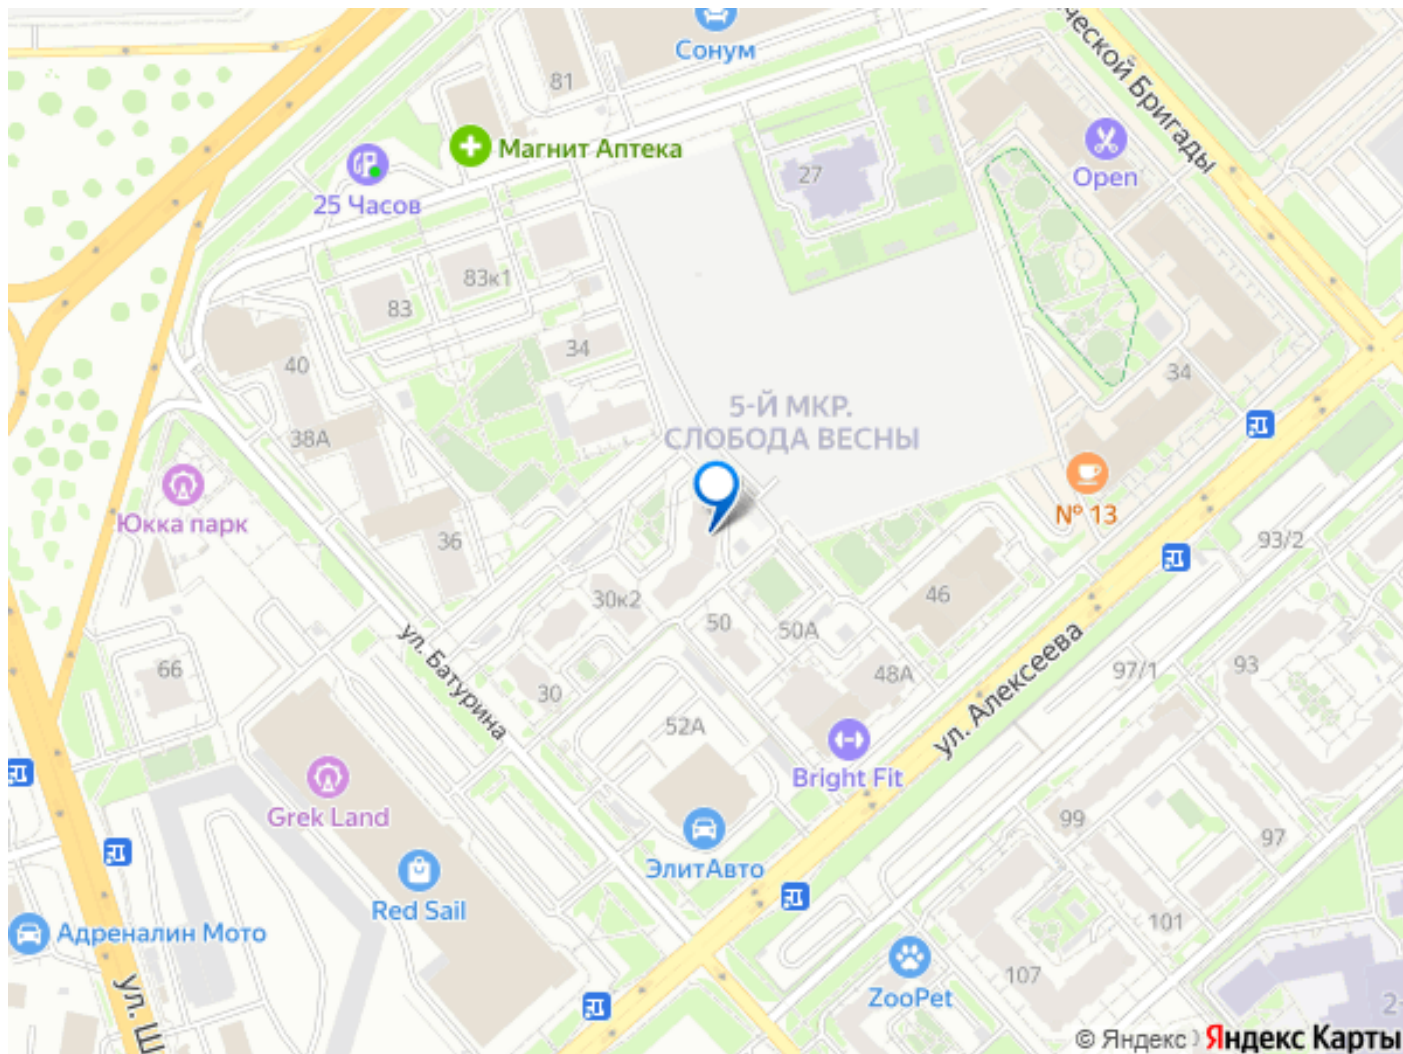 Сонум
ческой Бригады
81
Магнит Аптека
Open
27
25 Часов
83к1
83
34
40
34
5-Й МКР.
СЛОБОДА ВЕСНЫ
38А
Юкка парк
№ 13
36
93/2
30к2
46
50
50А
ул. Батурина
ул. Алексеева
66
48А
97/1
93
30
52А
Bright Fit
Grek Land
99
97
ЭлитАвто
Red Sail
101
Адреналин Мото
107
ZooPet
ул. Ш
2-
© Яндекс
Яндекс Карты